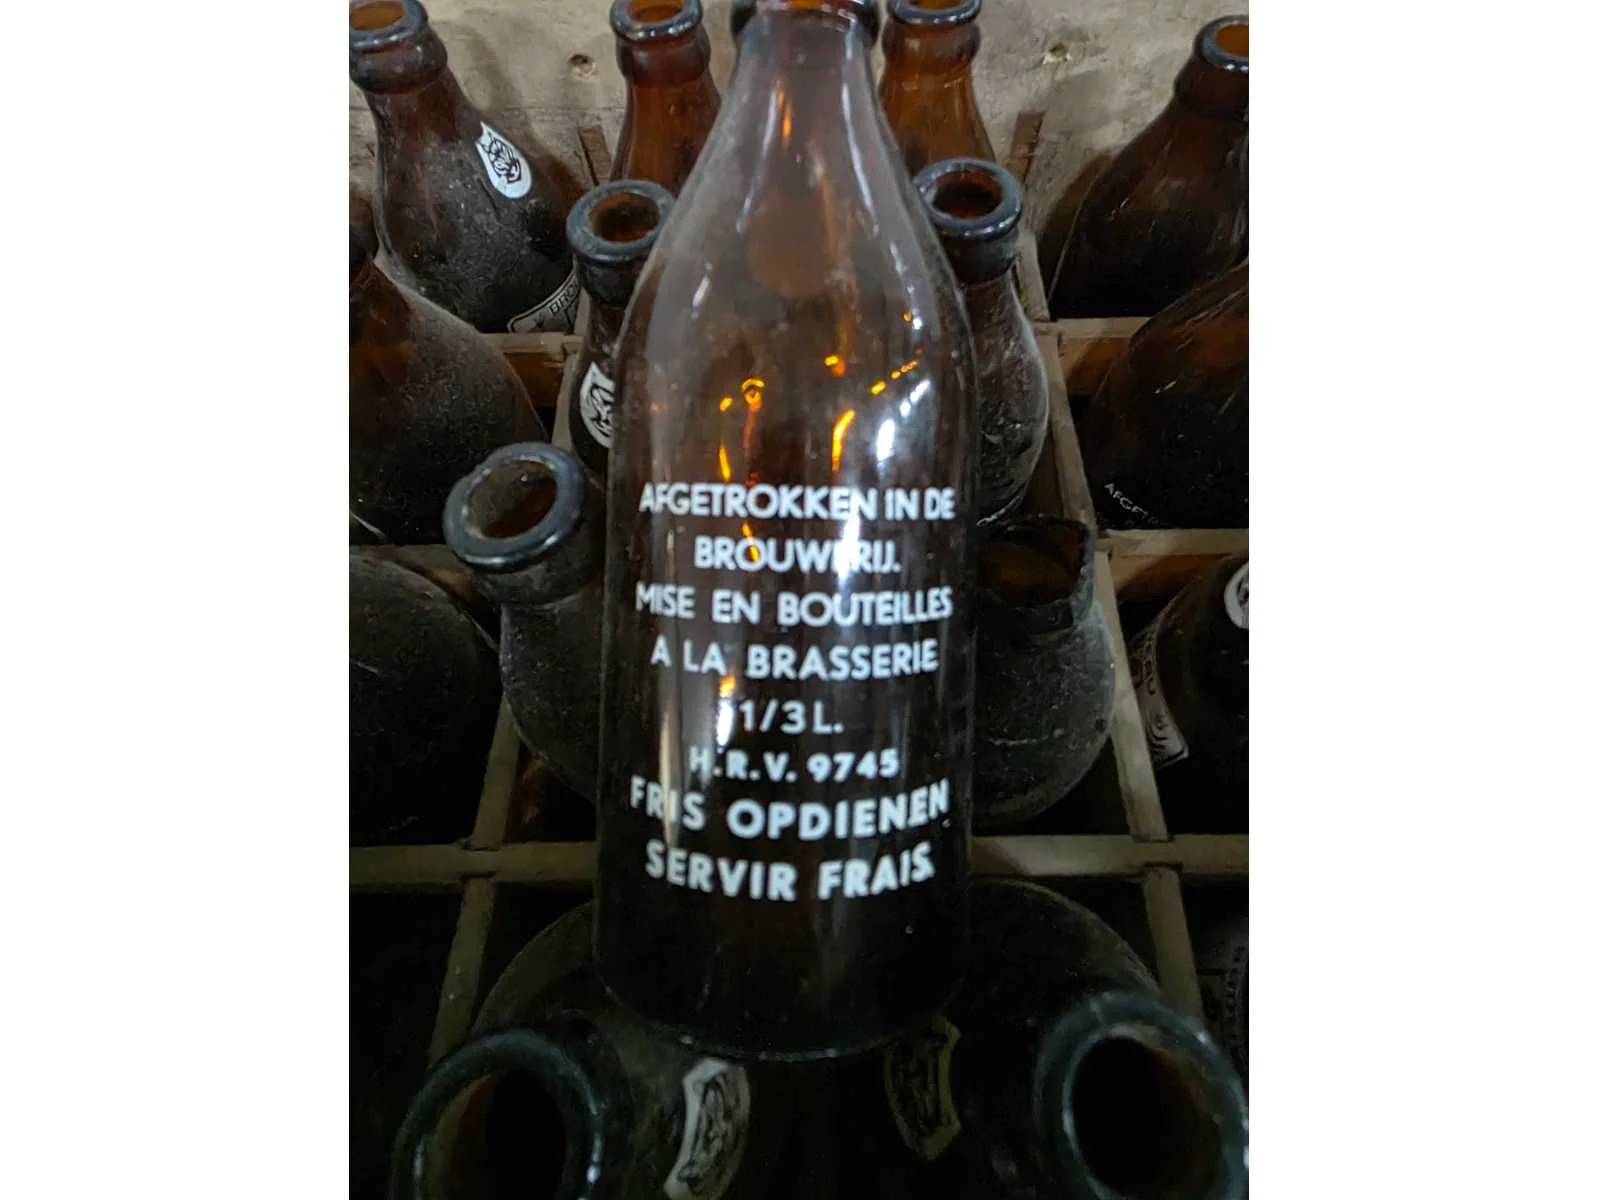 AFGETROKKEN IN DE
BROUWERIJ.
MISE EN BOUTEILLES
A LA BRASSERIE
1/3 L.
H.R.V. 9745
FRIS OPDIENEN
SERVIR FRAIS.